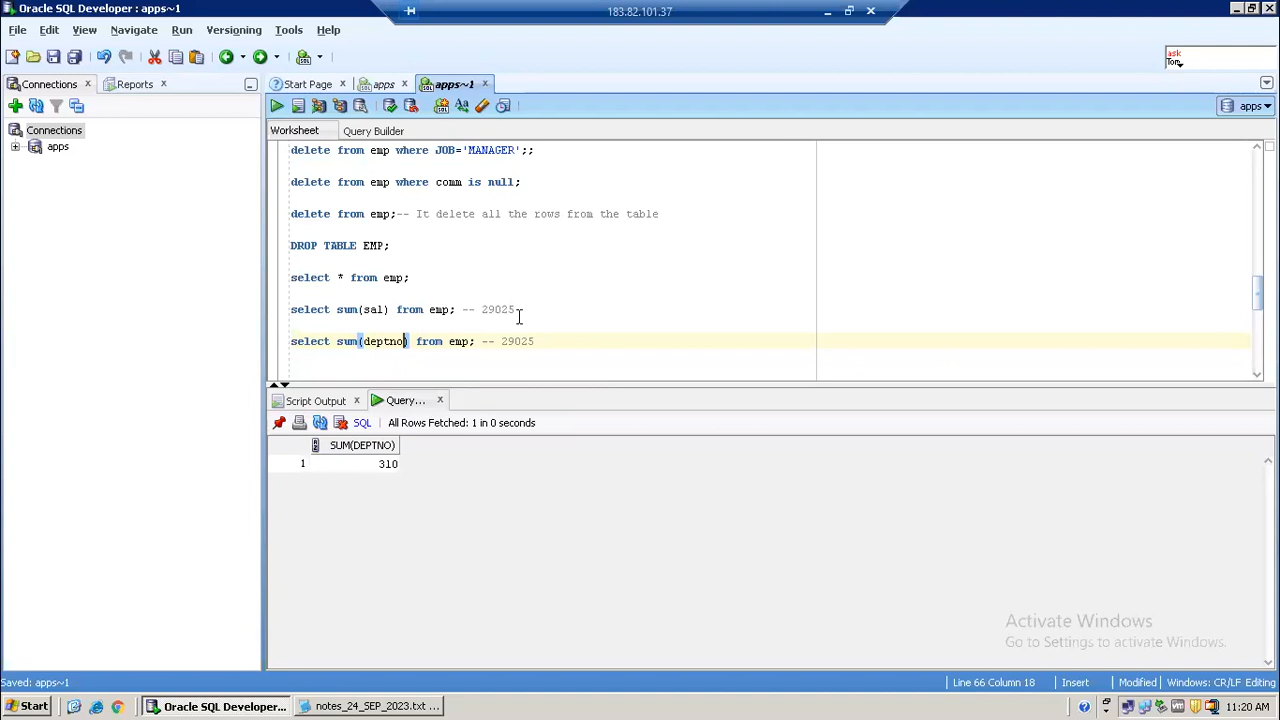 Oracle SQL Developer : apps~1
183.82.101.37
File Edit View Navigate Run Versioning Tools Help
ask
Tom
Connections
Reports
Start Page
apps
apps~1
apps
Worksheet
Query Builder
Connections
apps
delete from emp where JOB='MANAGER';;
delete from emp where comm is null;
delete from emp;-- It delete all the rows from the table
DROP TABLE EMP;
select * from emp;
select sum(sal) from emp; -- 29025
select sum(deptno) from emp; -- 29025
Script Output
Query...
SQL
All Rows Fetched: 1 in 0 seconds
SUM(DEPTNO)
1 310
Activate Windows
Go to Settings to activate Windows.
Saved: apps~1
Line 66 Column 18
Insert
Modified
Windows: CR/LF Editing
Start
Oracle SQL Developer...
notes_24_SEP_2023.txt ...
11:20 AM